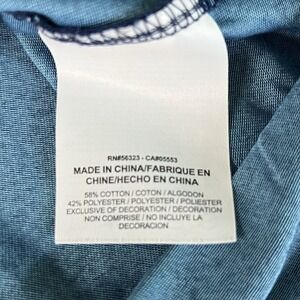 RN#56323 - CA#05553
MADE IN CHINA/FABRIQUE EN
CHINE/HECHO EN CHINA
58% COTTON / COTON / ALGODON
42% POLYESTER / POLYESTER / POLIESTER
EXCLUSIVE OF DECORATION / DECORATION
NON COMPRISE / NO INCLUYE LA
DECORACION